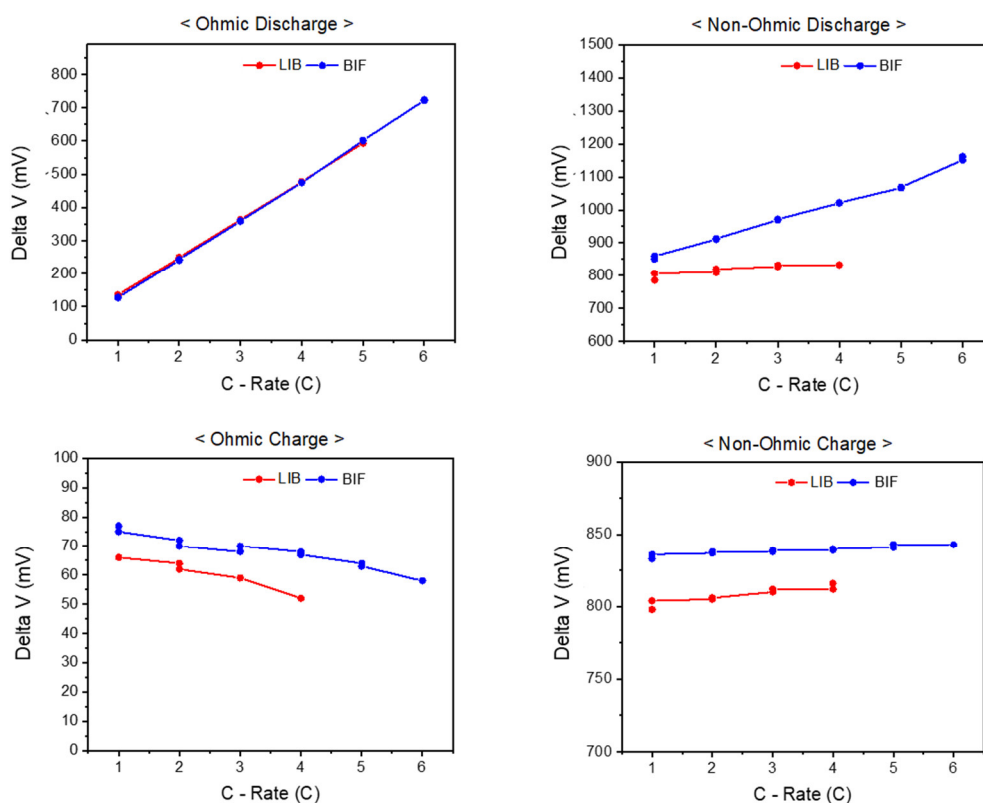 < Ohmic Discharge >
LIB BIF
800
700
600
500
400
300
200
100
0
Delta V (mV)
1 2 3 4 5 6
C - Rate (C)
< Non-Ohmic Discharge >
LIB BIF
1500
1400
1300
1200
1100
1000
900
800
700
600
Delta V (mV)
1 2 3 4 5 6
C - Rate (C)
< Ohmic Charge >
LIB BIF
100
90
80
70
60
50
40
30
20
10
0
Delta V (mV)
1 2 3 4 5 6
C - Rate (C)
< Non-Ohmic Charge >
LIB BIF
900
850
800
750
700
Delta V (mV)
1 2 3 4 5 6
C - Rate (C)